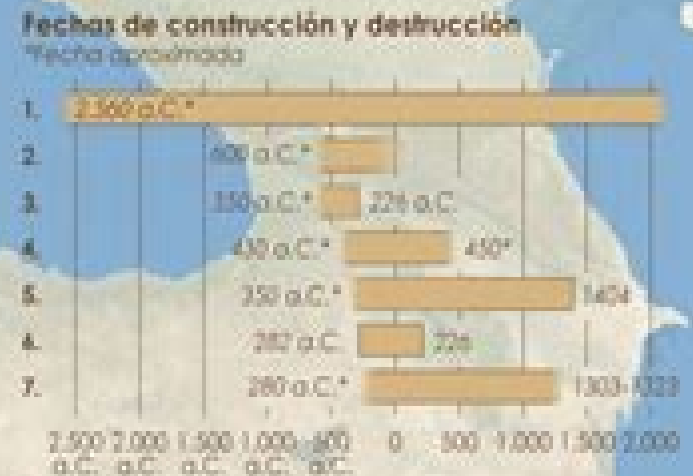 Fechas de construcción y destrucción
*Fecha aproximada
1. 2.560 a.C.*
2. 600 a.C.*
3. a.C.* 226 a.C.
4. 430 a.C.* 450*
5. 350 a.C.* 1404
6. 282 a.C. 226
7. 280 a.C.* 1303-1323
2.500 2.000 1.500 1.000 500 0 500 1.000 1.500 2.000
a.C. a.C. a.C. a.C. a.C.